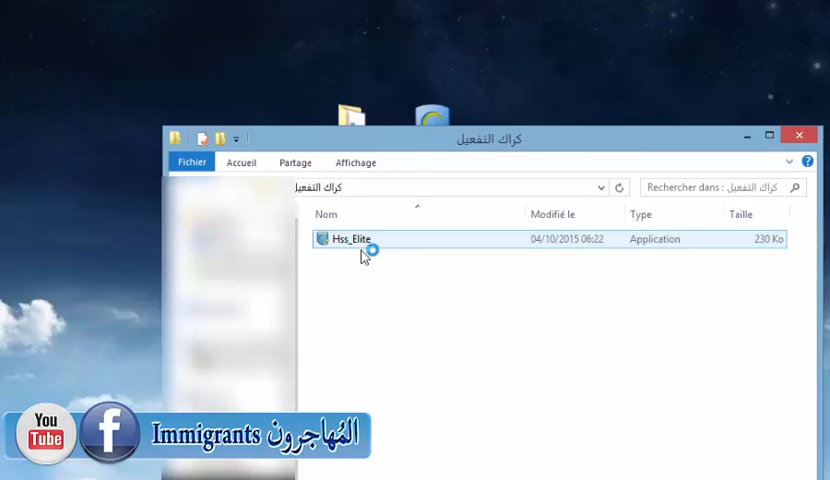 كراك التفعيل
Fichier Accueil Partage Affichage
كراك التفعيل
Rechercher dans : كراك التفعيل
Nom Modifié le Type Taille
Hss_Elite 04/10/2015 06:22 Application 230 Ko
You
Tube
f
Immigrants المُهاجرون